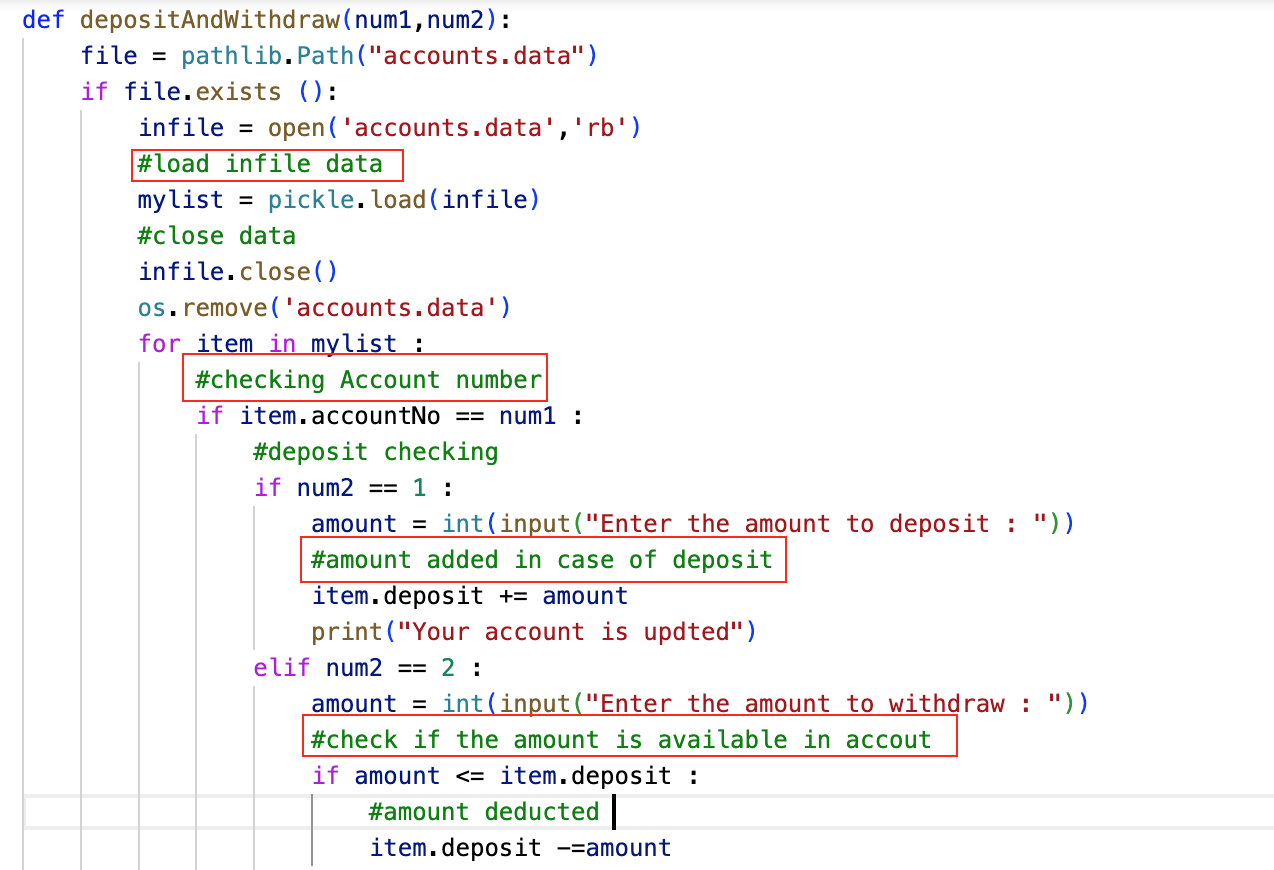 def depositAndWithdraw(num1,num2):
    file = pathlib.Path("accounts.data")
    if file.exists ():
        infile = open('accounts.data','rb')
        #load infile data
        mylist = pickle.load(infile)
        #close data
        infile.close()
        os.remove('accounts.data')
        for item in mylist :
            #checking Account number
            if item.accountNo == num1 :
                #deposit checking
                if num2 == 1 :
                    amount = int(input("Enter the amount to deposit : "))
                    #amount added in case of deposit
                    item.deposit += amount
                    print("Your account is updted")
                elif num2 == 2 :
                    amount = int(input("Enter the amount to withdraw : "))
                    #check if the amount is available in accout
                    if amount <= item.deposit :
                        #amount deducted
                        item.deposit -=amount